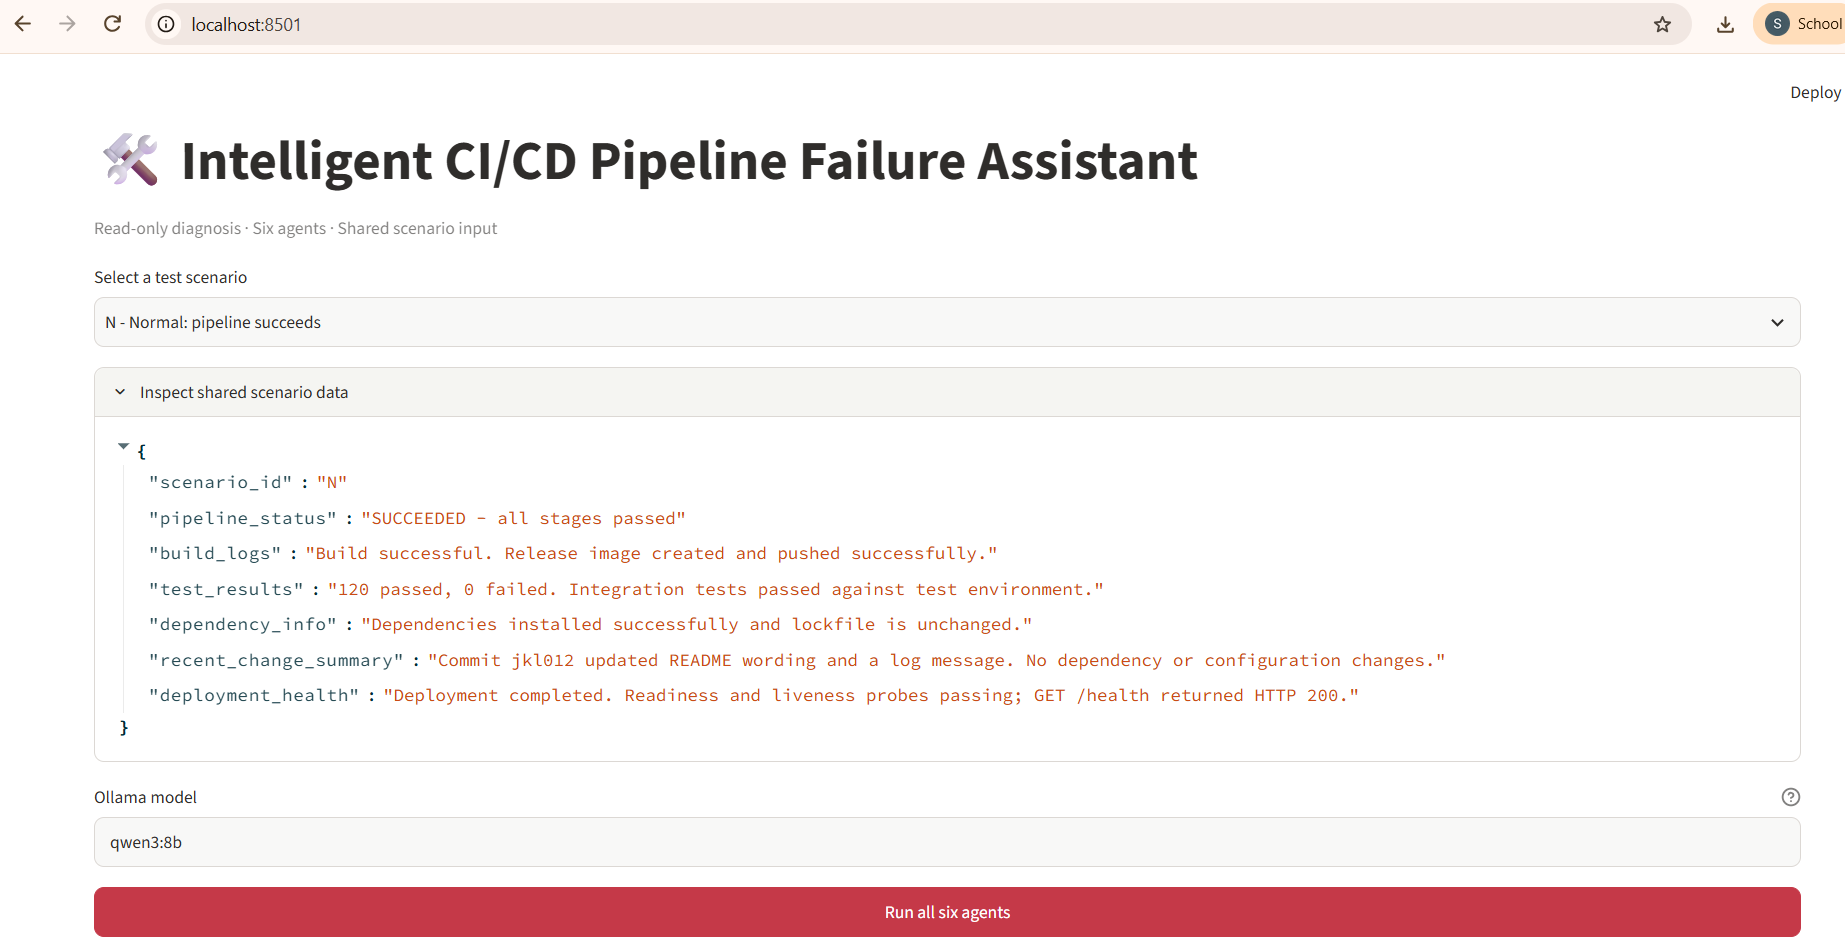 localhost:8501
S School
Deploy
Intelligent CI/CD Pipeline Failure Assistant
Read-only diagnosis · Six agents · Shared scenario input
Select a test scenario
N - Normal: pipeline succeeds
Inspect shared scenario data
{
"scenario_id" : "N"
"pipeline_status" : "SUCCEEDED - all stages passed"
"build_logs" : "Build successful. Release image created and pushed successfully."
"test_results" : "120 passed, 0 failed. Integration tests passed against test environment."
"dependency_info" : "Dependencies installed successfully and lockfile is unchanged."
"recent_change_summary" : "Commit jkl012 updated README wording and a log message. No dependency or configuration changes."
"deployment_health" : "Deployment completed. Readiness and liveness probes passing; GET /health returned HTTP 200."
}
Ollama model
qwen3:8b
Run all six agents